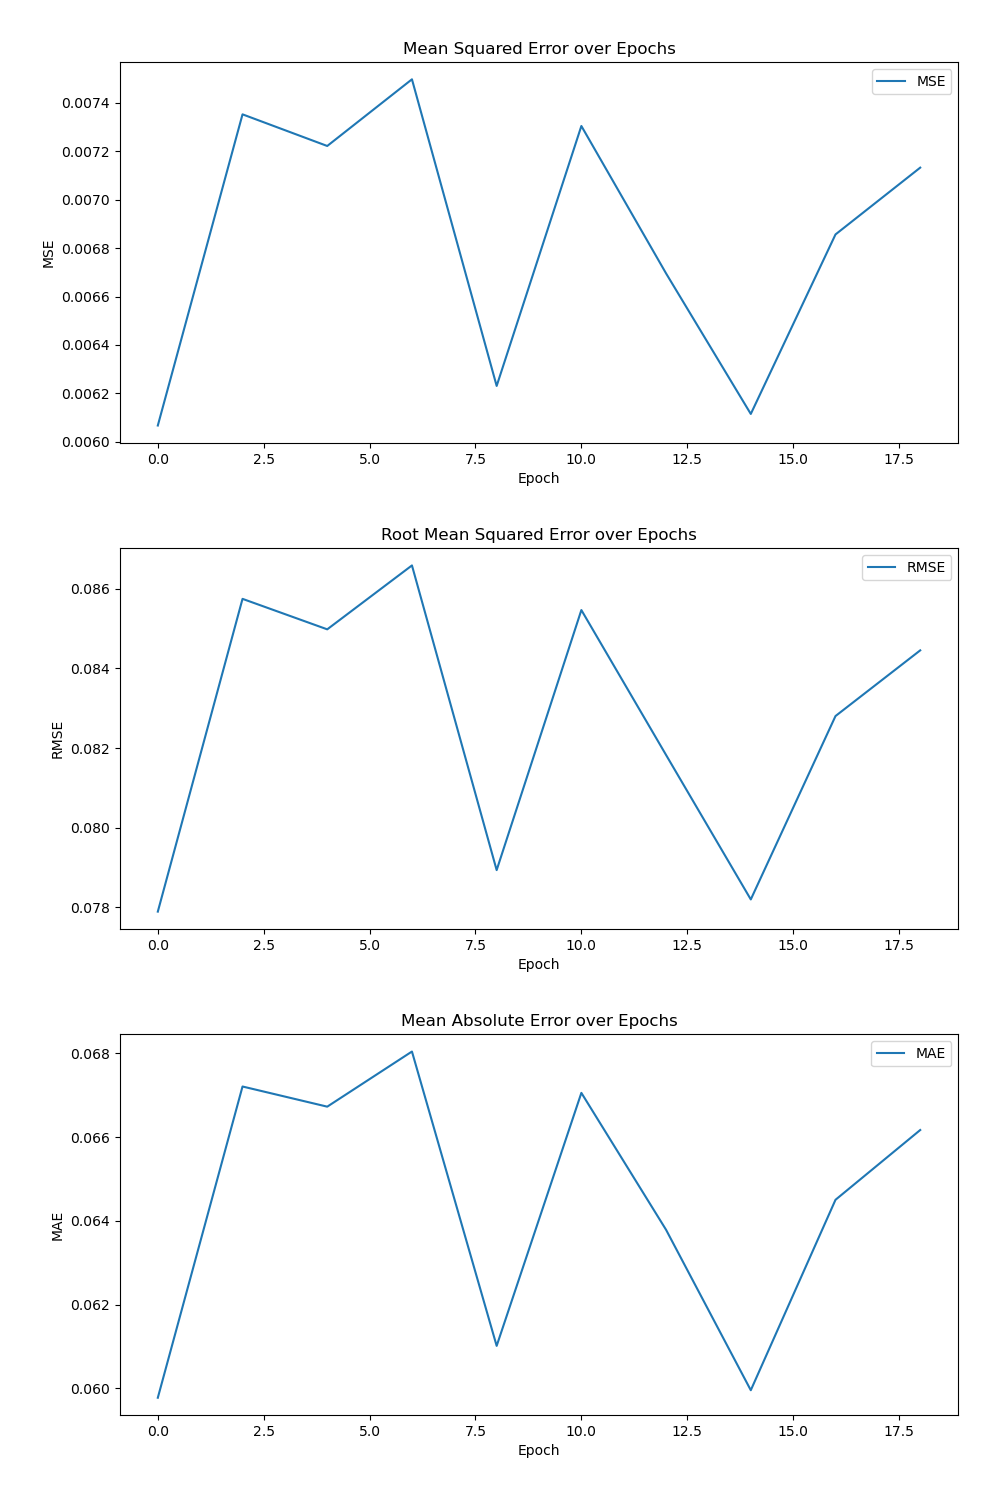 Mean Squared Error over Epochs
MSE
0.0074
0.0072
0.0070
0.0068
0.0066
0.0064
0.0062
0.0060
MSE
0.0 2.5 5.0 7.5 10.0 12.5 15.0 17.5
Epoch
Root Mean Squared Error over Epochs
RMSE
0.086
0.084
0.082
0.080
0.078
RMSE
0.0 2.5 5.0 7.5 10.0 12.5 15.0 17.5
Epoch
Mean Absolute Error over Epochs
MAE
0.068
0.066
0.064
0.062
0.060
MAE
0.0 2.5 5.0 7.5 10.0 12.5 15.0 17.5
Epoch